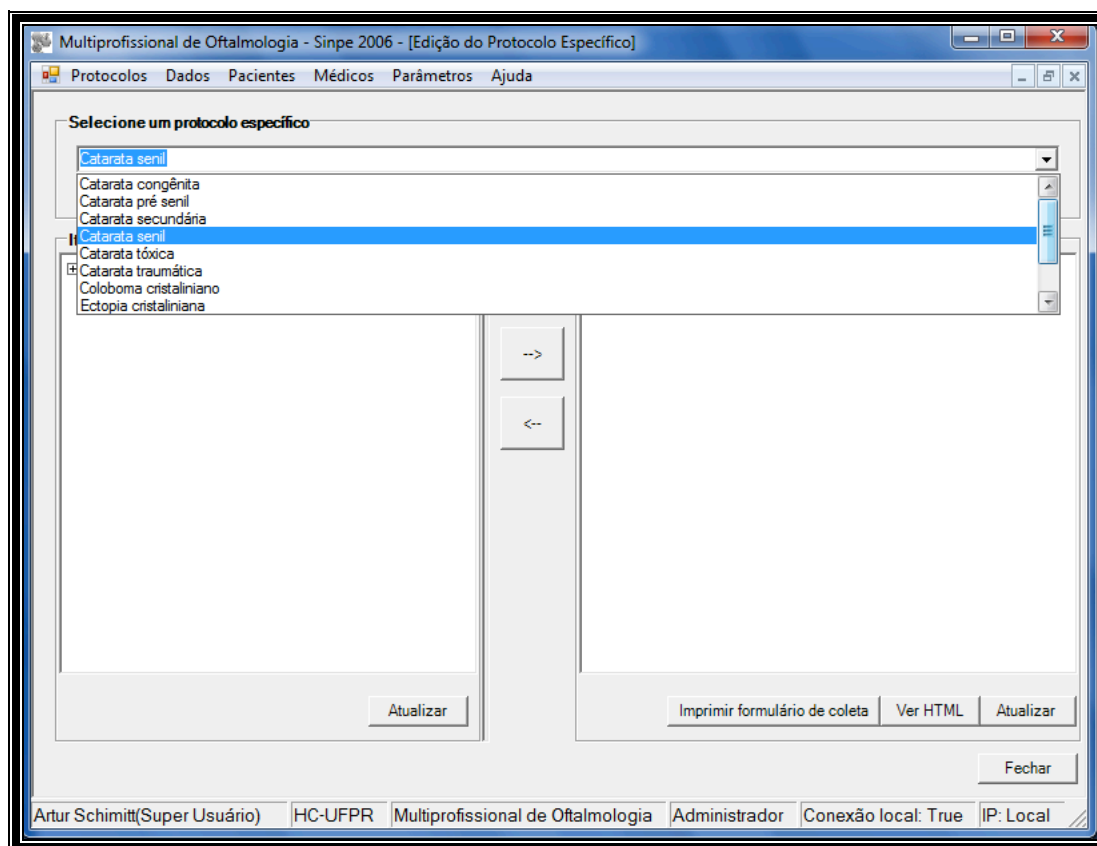 Multiprofissional de Oftalmologia - Sinpe 2006 - [Edição do Protocolo Específico]
Protocolos Dados Pacientes Médicos Parâmetros Ajuda
Selecione um protocolo específico
Catarata senil
Catarata congênita
Catarata pré senil
Catarata secundária
Catarata senil
Catarata tóxica
Catarata traumática
Coloboma cristaliniano
Ectopia cristaliniana
-->
<--
Atualizar
Imprimir formulário de coleta Ver HTML Atualizar
Fechar
Artur Schimitt(Super Usuário) HC-UFPR Multiprofissional de Oftalmologia Administrador Conexão local: True IP: Local